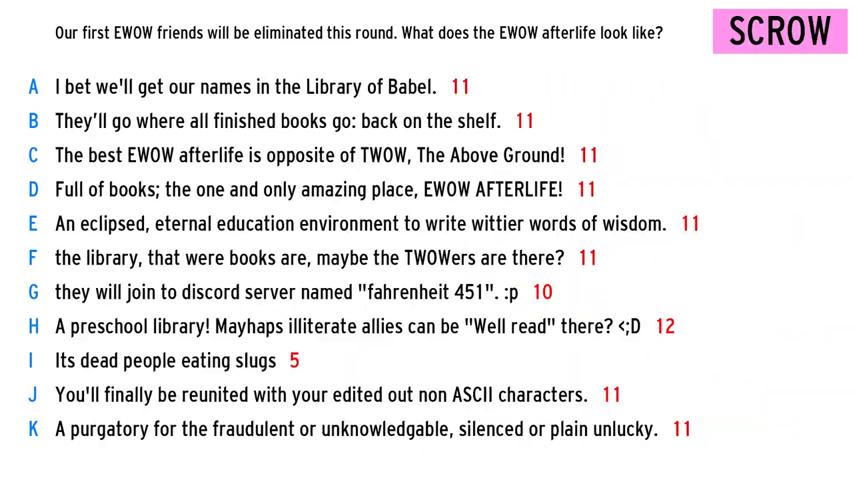 Our first EWOW friends will be eliminated this round. What does the EWOW afterlife look like?
SCROW
A I bet we'll get our names in the Library of Babel. 11
B They’ll go where all finished books go: back on the shelf. 11
C The best EWOW afterlife is opposite of TWOW, The Above Ground! 11
D Full of books; the one and only amazing place, EWOW AFTERLIFE! 11
E An eclipsed, eternal education environment to write wittier words of wisdom. 11
F the library, that were books are, maybe the TWOWers are there? 11
G they will join to discord server named "fahrenheit 451". :p 10
H A preschool library! Mayhaps illiterate allies can be "Well read" there? <;D 12
I Its dead people eating slugs 5
J You'll finally be reunited with your edited out non ASCII characters. 11
K A purgatory for the fraudulent or unknowledgable, silenced or plain unlucky. 11